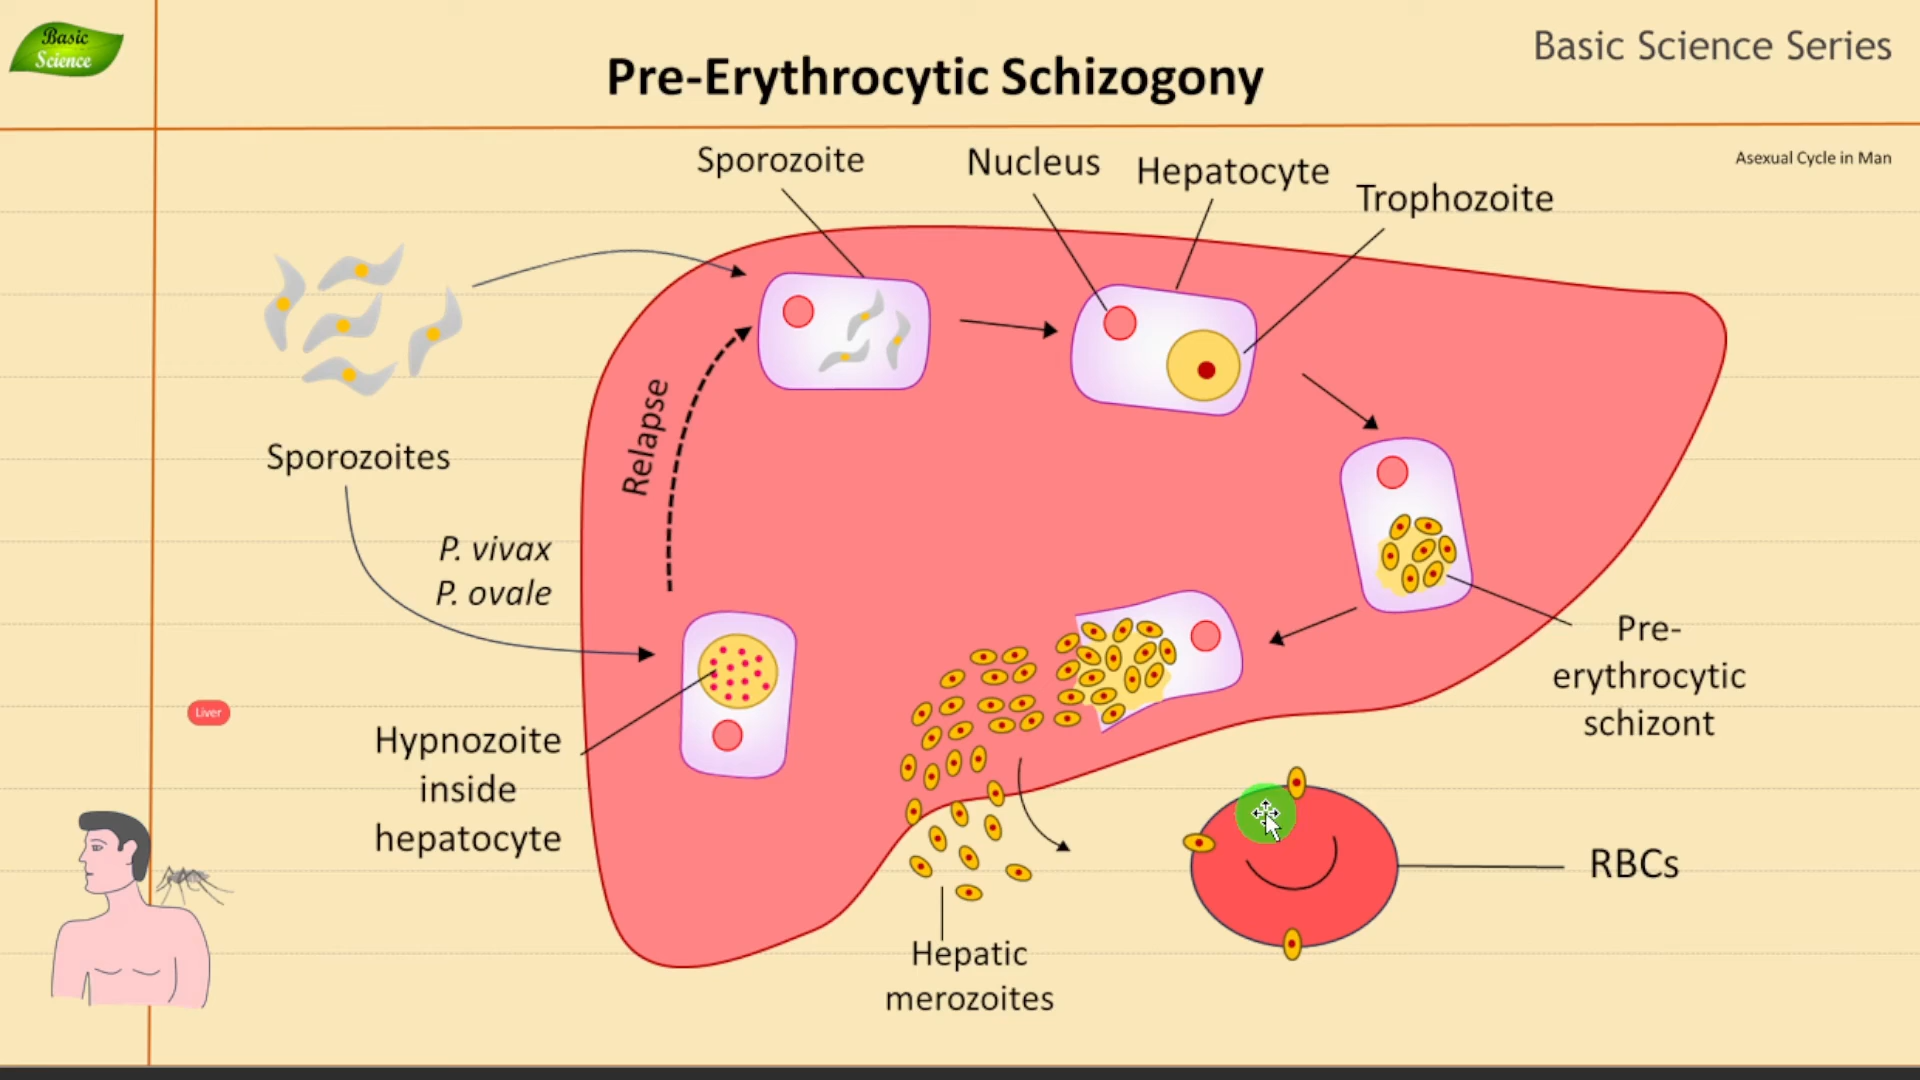 Basic
Science
Pre-Erythrocytic Schizogony
Basic Science Series
Asexual Cycle in Man
Sporozoite
Nucleus
Hepatocyte
Trophozoite
Relapse
Sporozoites
P. vivax
P. ovale
Pre-
erythrocytic
schizont
Liver
Hypnozoite
inside
hepatocyte
RBCs
Hepatic
merozoites